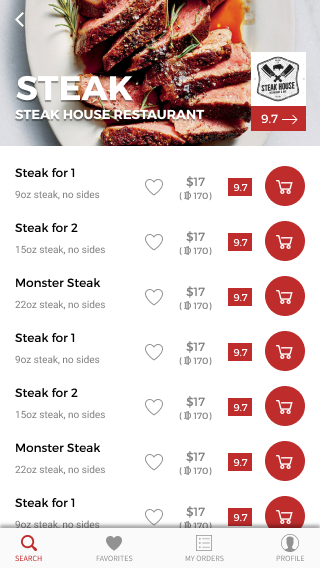 STEAK
STEAK HOUSE RESTAURANT
STEAK HOUSE
9.7
Steak for 1
9oz steak, no sides
$17
(₯ 170)
9.7
Steak for 2
15oz steak, no sides
$17
(₯ 170)
9.7
Monster Steak
22oz steak, no sides
$17
(₯ 170)
9.7
Steak for 1
9oz steak, no sides
$17
(₯ 170)
9.7
Steak for 2
15oz steak, no sides
$17
(₯ 170)
9.7
Monster Steak
22oz steak, no sides
$17
(₯ 170)
9.7
Steak for 1
9oz steak, no sides
$17
(₯ 170)
9.7
SEARCH
FAVORITES
MY ORDERS
PROFILE